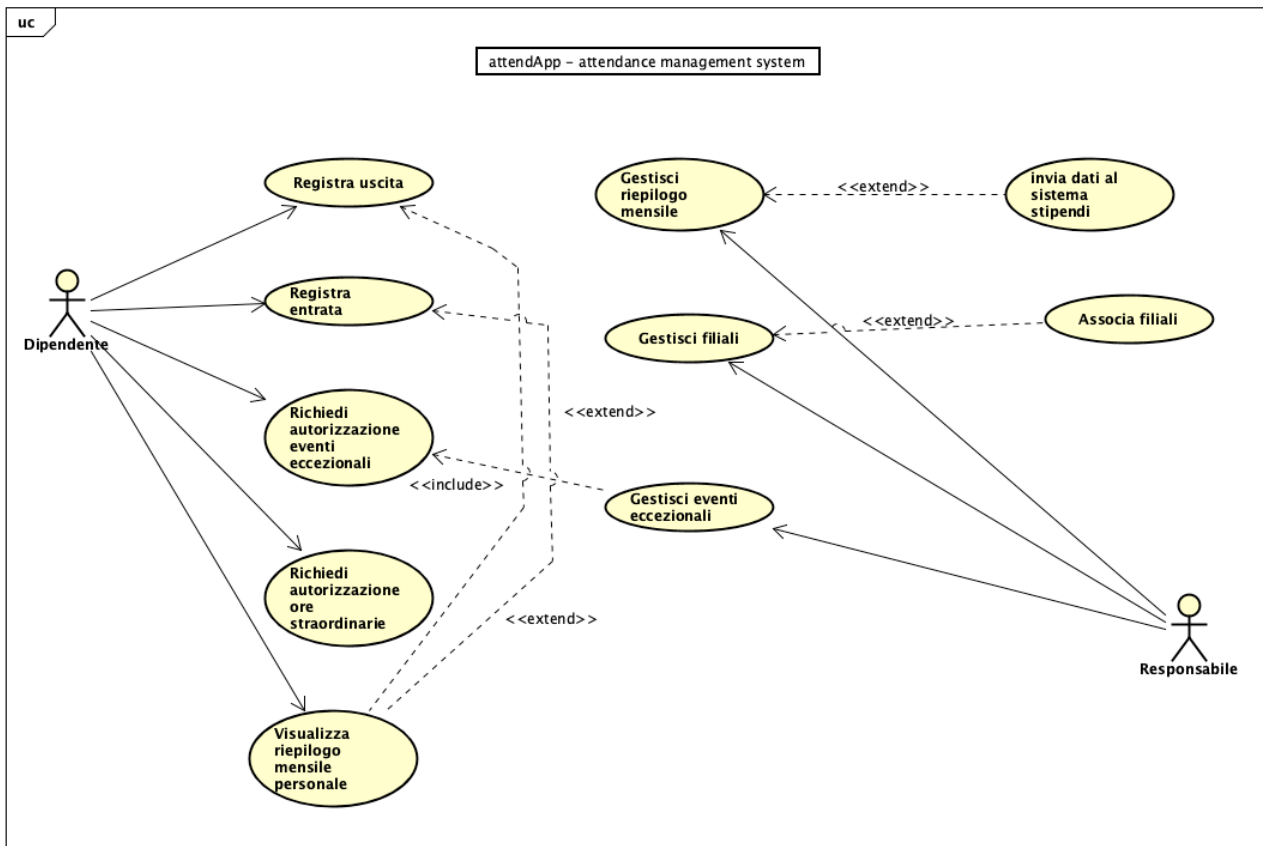 uc
attendApp – attendance management system
Registra uscita
Gestisci
riepilogo
mensile
<<extend>>
invia dati al
sistema
stipendi
Registra
entrata
Dipendente
Gestisci filiali
<<extend>>
Associa filiali
Richiedi
autorizzazione
eventi
eccezionali
<<extend>>
<<include>>
Gestisci eventi
eccezionali
Richiedi
autorizzazione
ore
straordinarie
<<extend>>
Responsabile
Visualizza
riepilogo
mensile
personale